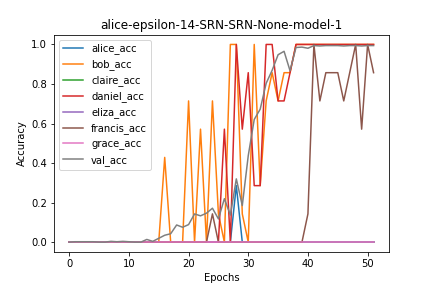 alice-epsilon-14-SRN-SRN-None-model-1
1.0
0.8
0.6
0.4
0.2
0.0
Accuracy
alice_acc
bob_acc
claire_acc
daniel_acc
eliza_acc
francis_acc
grace_acc
val_acc
0 10 20 30 40 50
Epochs